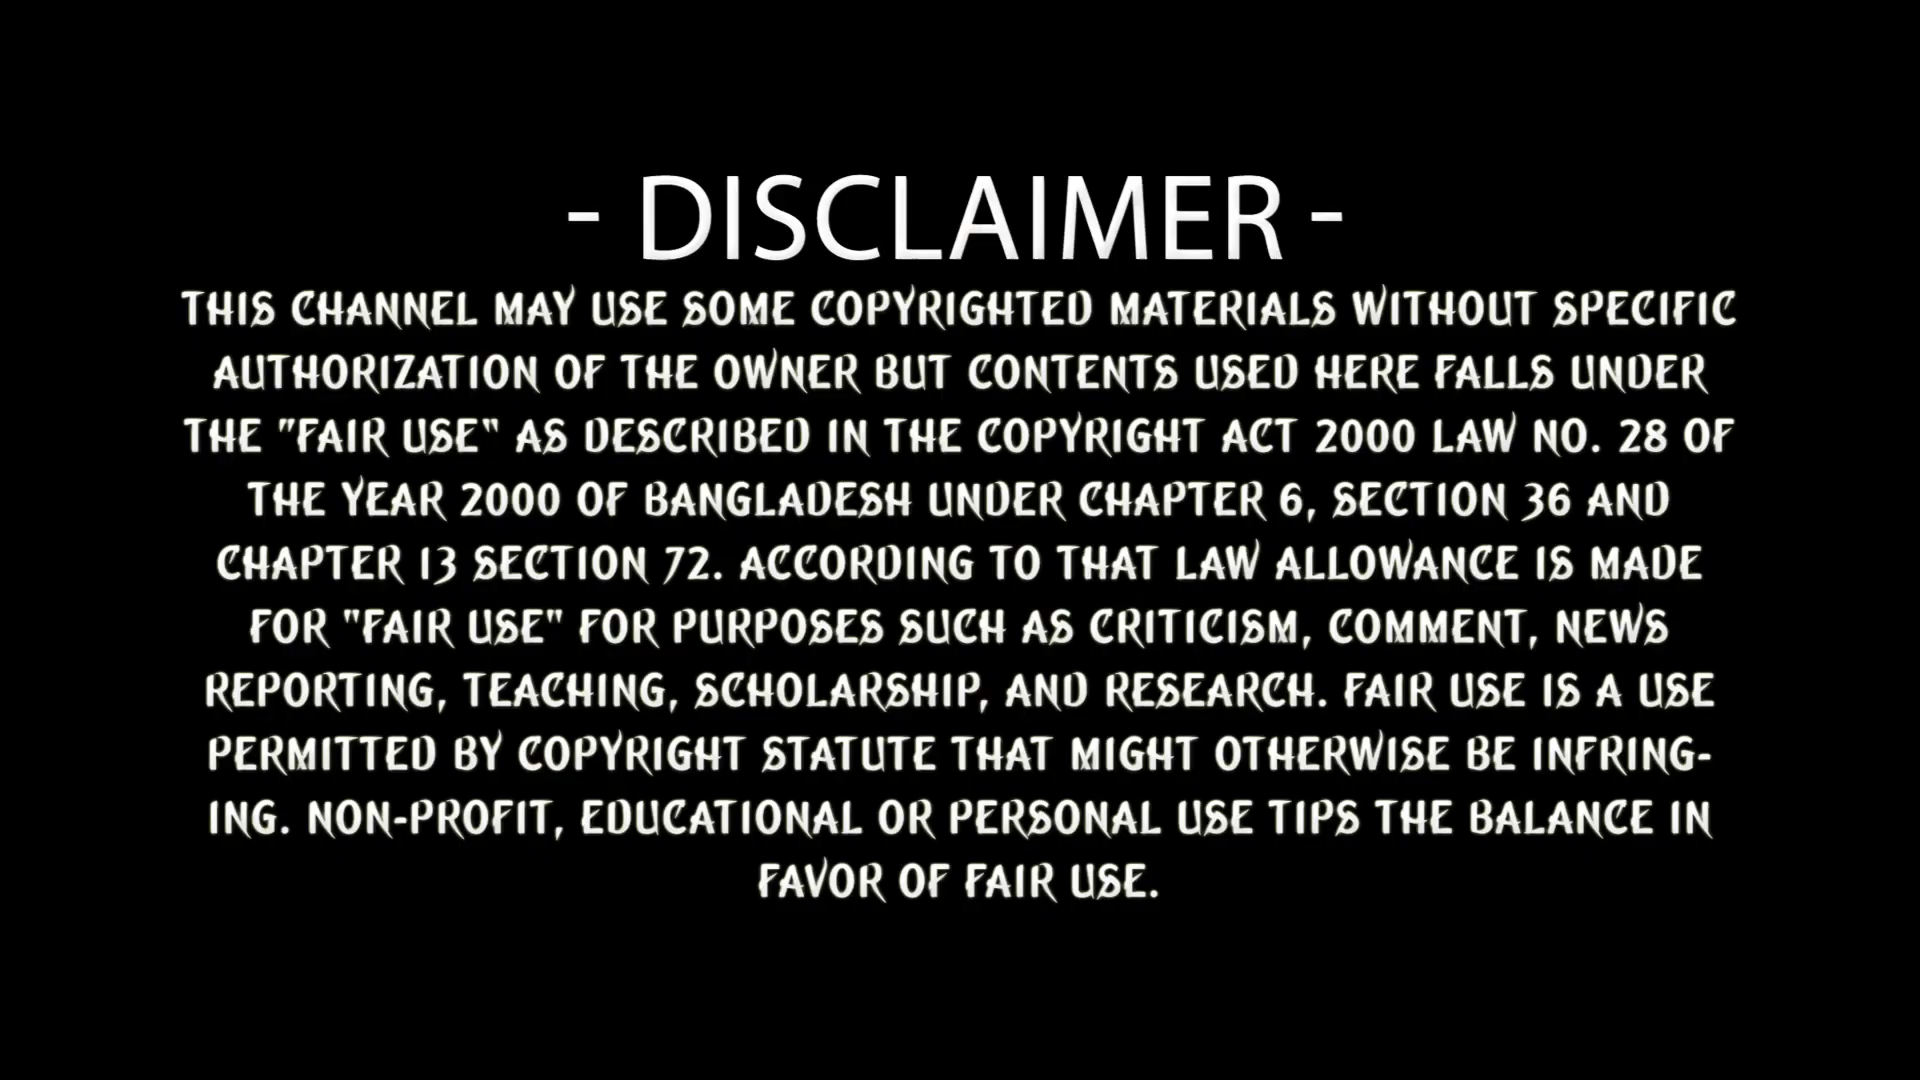 - DISCLAIMER -
THIS CHANNEL MAY USE SOME COPYRIGHTED MATERIALS WITHOUT SPECIFIC
AUTHORIZATION OF THE OWNER BUT CONTENTS USED HERE FALLS UNDER
THE "FAIR USE" AS DESCRIBED IN THE COPYRIGHT ACT 2000 LAW NO. 28 OF
THE YEAR 2000 OF BANGLADESH UNDER CHAPTER 6, SECTION 36 AND
CHAPTER 13 SECTION 72. ACCORDING TO THAT LAW ALLOWANCE IS MADE
FOR "FAIR USE" FOR PURPOSES SUCH AS CRITICISM, COMMENT, NEWS
REPORTING, TEACHING, SCHOLARSHIP, AND RESEARCH. FAIR USE IS A USE
PERMITTED BY COPYRIGHT STATUTE THAT MIGHT OTHERWISE BE INFRING-
ING. NON-PROFIT, EDUCATIONAL OR PERSONAL USE TIPS THE BALANCE IN
FAVOR OF FAIR USE.